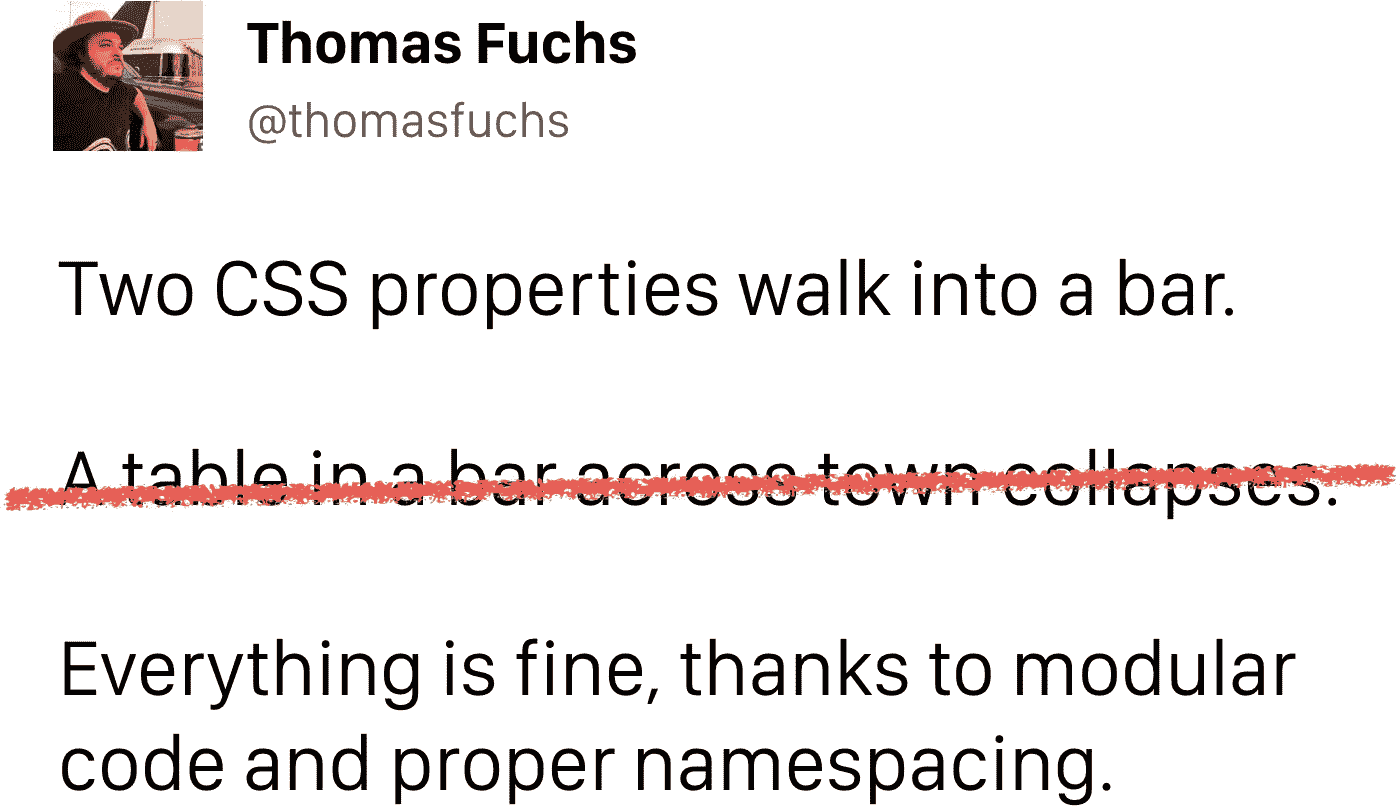 Thomas Fuchs
@thomasfuchs
Two CSS properties walk into a bar.
A table in a bar across town collapses.
Everything is fine, thanks to modular
code and proper namespacing.